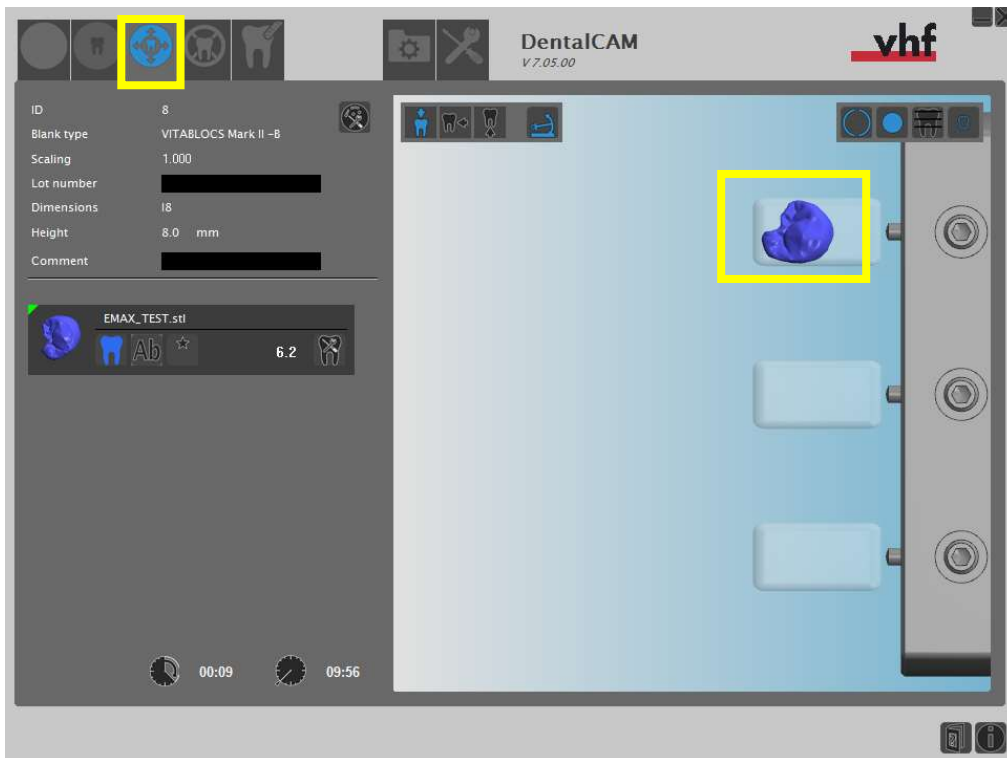 DentalCAM
V 7.05.00
vhf
ID 8
Blank type VITABLOCS Mark II -B
Scaling 1.000
Lot number
Dimensions I8
Height 8.0 mm
Comment
EMAX_TEST.stl
Ab 6.2
00:09 09:56